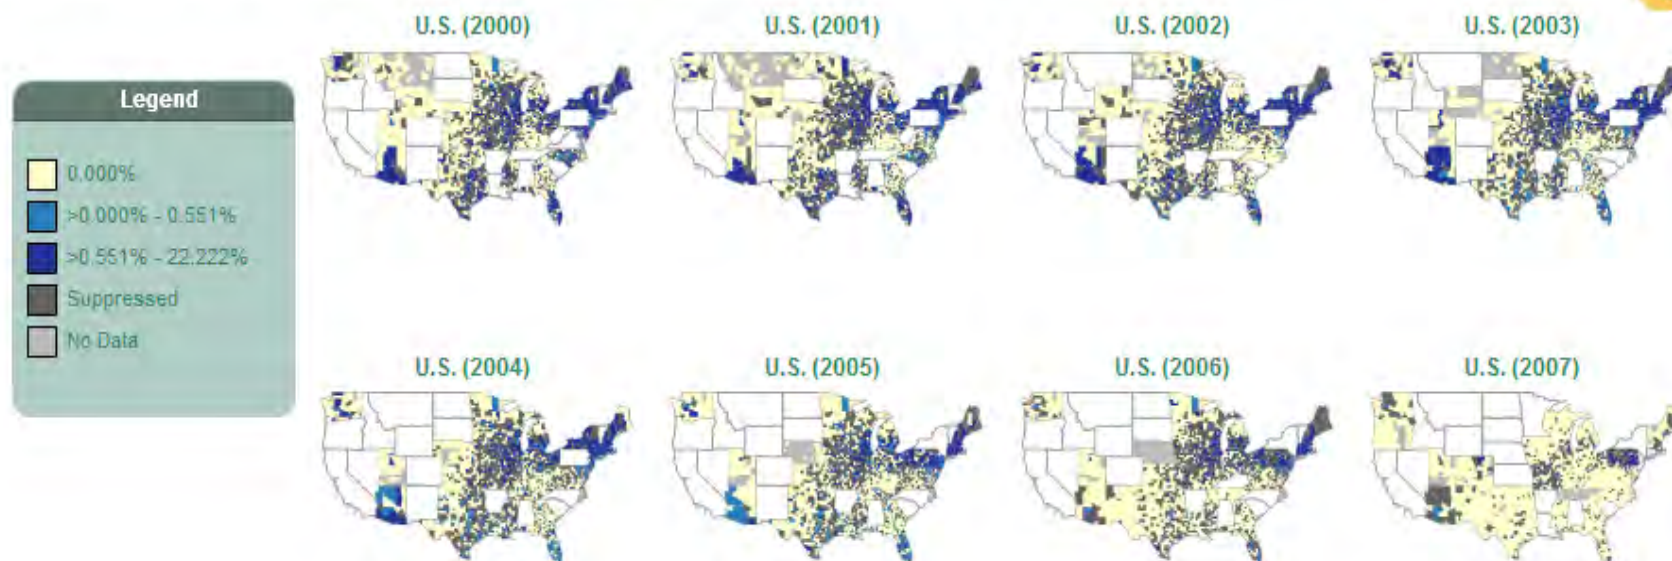 U.S. (2000)
U.S. (2001)
U.S. (2002)
U.S. (2003)
Legend
0.000%
>0.000% - 0.551%
>0.551% - 22.222%
Suppressed
No Data
U.S. (2004)
U.S. (2005)
U.S. (2006)
U.S. (2007)